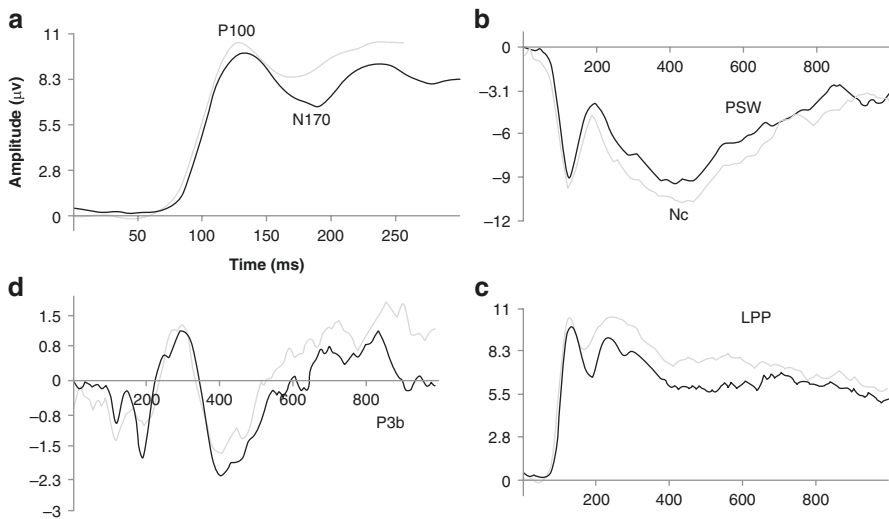 a
11
8.3
5.5
2.8
0
Amplitude (μv)
P100
N170
50 100 150 200 250
Time (ms)
b
0
−3.1
−6
−9
−12
200 400 600 800
PSW
Nc
d
1.5
0.8
0
−0.8
−1.5
−2.3
−3
200 400 600 800
P3b
c
11
8.3
5.5
2.8
0
LPP
200 400 600 800